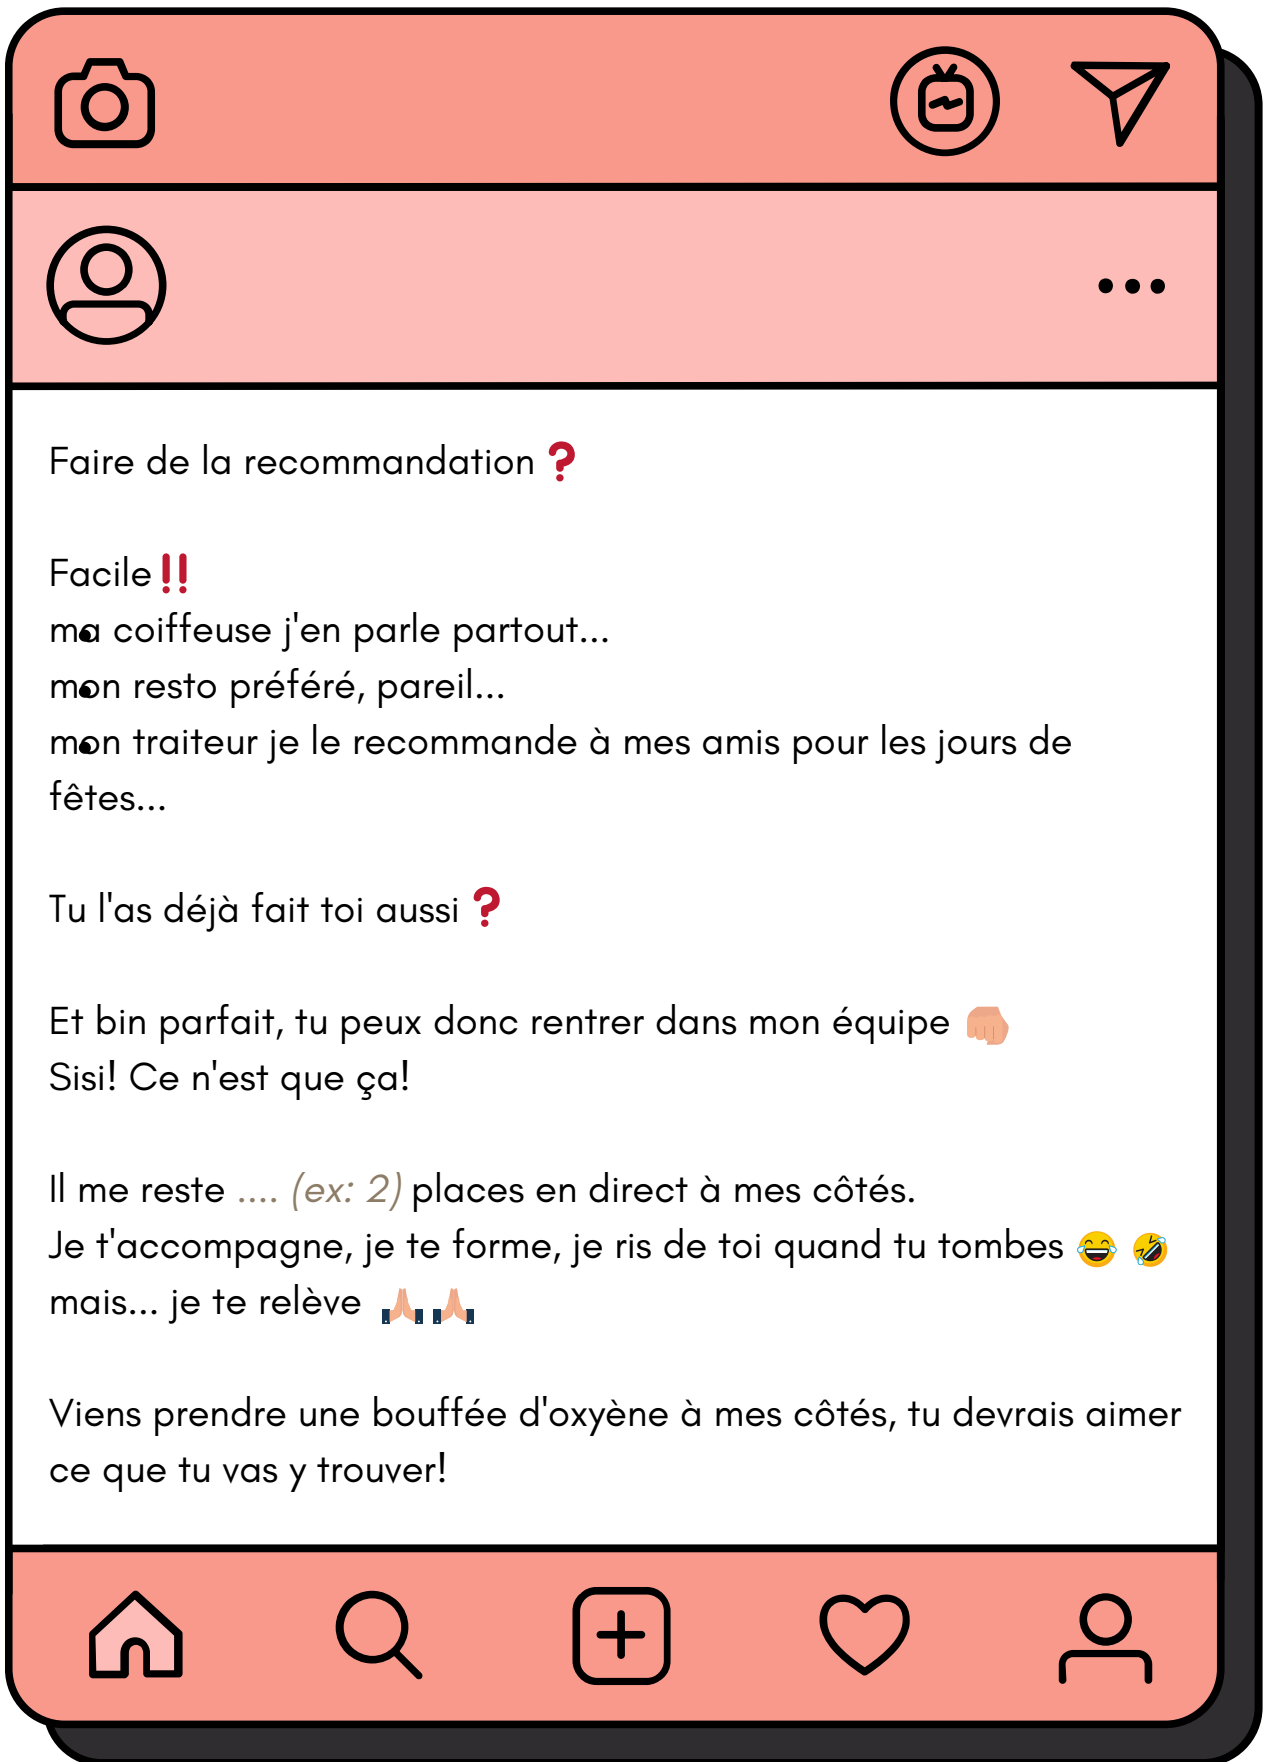 Faire de la recommandation ❓
Facile‼
ma coiffeuse j'en parle partout...
mon resto préféré, pareil...
mon traiteur je le recommande à mes amis pour les jours de
fêtes...
Tu l'as déjà fait toi aussi ❓
Et bin parfait, tu peux donc rentrer dans mon équipe 👊🏼
Sisi! Ce n'est que ça!
Il me reste .... (ex: 2) places en direct à mes côtés.
Je t'accompagne, je te forme, je ris de toi quand tu tombes 😂 🤣
mais... je te relève 🙏🏼🙏🏼
Viens prendre une bouffée d'oxyène à mes côtés, tu devrais aimer
ce que tu vas y trouver!